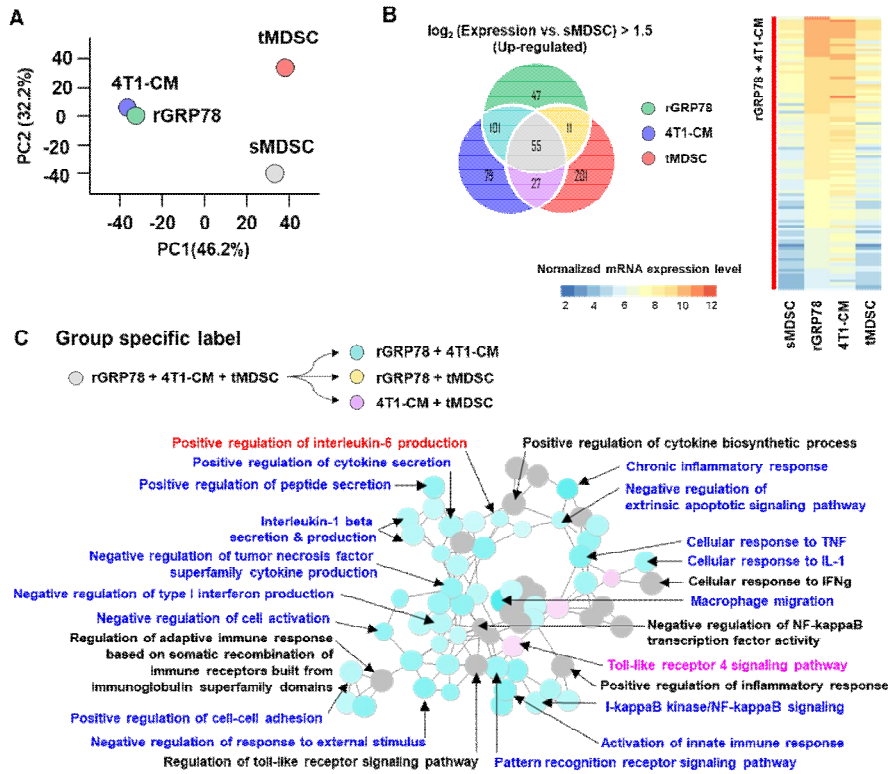 A
PC2 (32.2%)
40
20
0
-20
-40
tMDSC
4T1-CM
rGRP78
sMDSC
-40
-20
0
20
40
PC1(46.2%)
B
log2 (Expression vs. sMDSC) > 1.5
(Up-regulated)
47
101
11
55
79
27
201
rGRP78
4T1-CM
tMDSC
Normalized mRNA expression level
2
4
6
8
10
12
rGRP78 + 4T1-CM
sMDSC
rGRP78
4T1-CM
tMDSC
C
Group specific label
rGRP78 + 4T1-CM + tMDSC
rGRP78 + 4T1-CM
rGRP78 + tMDSC
4T1-CM + tMDSC
Positive regulation of interleukin-6 production
Positive regulation of cytokine secretion
Positive regulation of peptide secretion
Interleukin-1 beta
secretion & production
Negative regulation of tumor necrosis factor
superfamily cytokine production
Negative regulation of type I interferon production
Negative regulation of cell activation
Regulation of adaptive immune response
based on somatic recombination of
immune receptors built from
immunoglobulin superfamily domains
Positive regulation of cell-cell adhesion
Negative regulation of response to external stimulus
Regulation of toll-like receptor signaling pathway
Positive regulation of cytokine biosynthetic process
Chronic inflammatory response
Negative regulation of
extrinsic apoptotic signaling pathway
Cellular response to TNF
Cellular response to IL-1
Cellular response to IFNg
Macrophage migration
Negative regulation of NF-kappaB
transcription factor activity
Toll-like receptor 4 signaling pathway
Positive regulation of inflammatory response
I-kappaB kinase/NF-kappaB signaling
Activation of innate immune response
Pattern recognition receptor signaling pathway